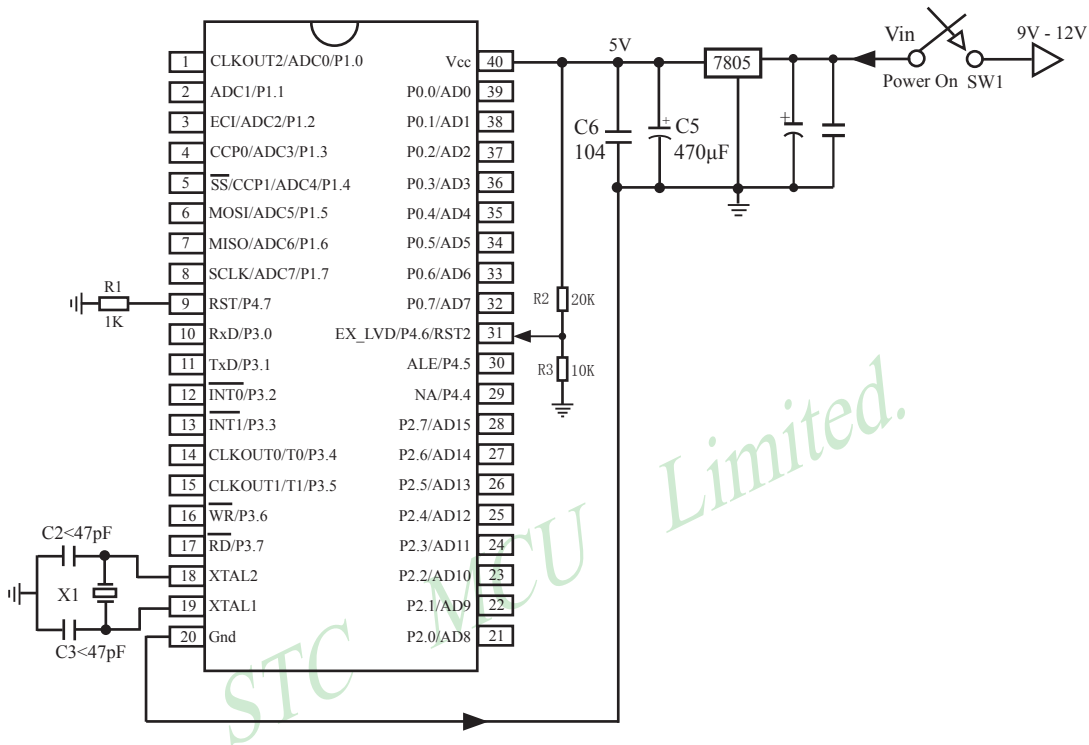 1 CLKOUT2/ADC0/P1.0
2 ADC1/P1.1
3 ECI/ADC2/P1.2
4 CCP0/ADC3/P1.3
5 SS/CCP1/ADC4/P1.4
6 MOSI/ADC5/P1.5
7 MISO/ADC6/P1.6
8 SCLK/ADC7/P1.7
9 RST/P4.7
10 RxD/P3.0
11 TxD/P3.1
12 INT0/P3.2
13 INT1/P3.3
14 CLKOUT0/T0/P3.4
15 CLKOUT1/T1/P3.5
16 WR/P3.6
17 RD/P3.7
18 XTAL2
19 XTAL1
20 Gnd
Vcc 40
P0.0/AD0 39
P0.1/AD1 38
P0.2/AD2 37
P0.3/AD3 36
P0.4/AD4 35
P0.5/AD5 34
P0.6/AD6 33
P0.7/AD7 32
EX_LVD/P4.6/RST2 31
ALE/P4.5 30
NA/P4.4 29
P2.7/AD15 28
P2.6/AD14 27
P2.5/AD13 26
P2.4/AD12 25
P2.3/AD11 24
P2.2/AD10 23
P2.1/AD9 22
P2.0/AD8 21
R1
1K
C2<47pF
X1
C3<47pF
5V
7805
Vin
9V - 12V
Power On SW1
C6
104
+
C5
470μF
+
R2 20K
R3 10K
STC MCU Limited.